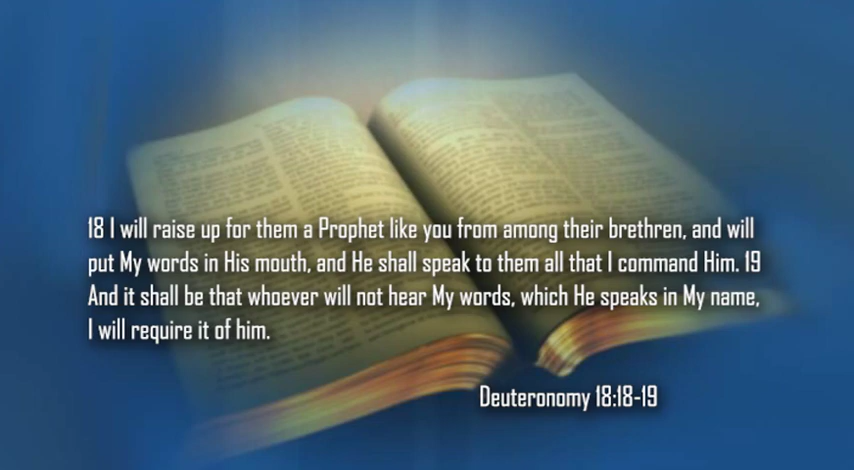 18 I will raise up for them a Prophet like you from among their brethren, and will
put My words in His mouth, and He shall speak to them all that I command Him. 19
And it shall be that whoever will not hear My words, which He speaks in My name,
I will require it of him.
Deuteronomy 18:18-19